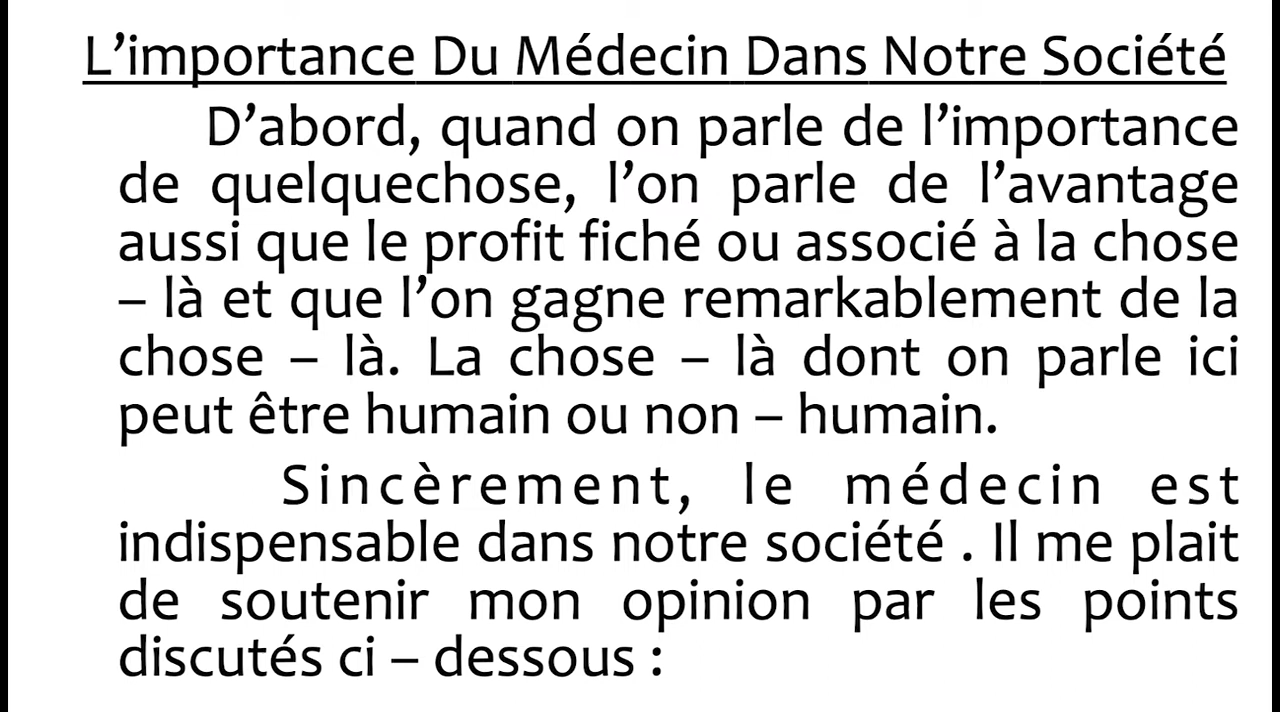 L’importance Du Médecin Dans Notre Société
D’abord, quand on parle de l’importance
de quelquechose, l’on parle de l’avantage
aussi que le profit fiché ou associé à la chose
– là et que l’on gagne remarkablement de la
chose – là. La chose – là dont on parle ici
peut être humain ou non – humain.
Sincèrement, le médecin est
indispensable dans notre société . Il me plait
de soutenir mon opinion par les points
discutés ci – dessous :